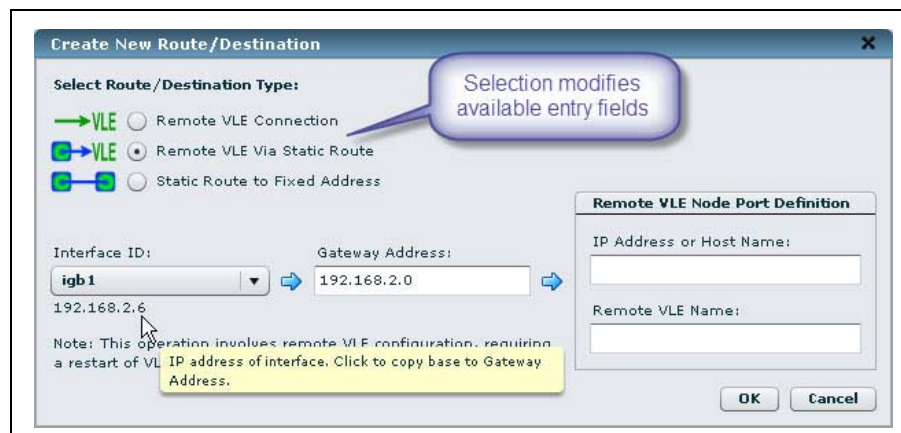 Create New Route/Destination
Select Route/Destination Type:
Selection modifies
available entry fields
VLE Remote VLE Connection
VLE Remote VLE Via Static Route
Static Route to Fixed Address
Remote VLE Node Port Definition
Interface ID:
Gateway Address:
IP Address or Host Name:
igb1
192.168.2.0
192.168.2.6
Remote VLE Name:
Note: This operation involves remote VLE configuration, requiring
a restart of VL
IP address of interface. Click to copy base to Gateway
Address.
OK Cancel